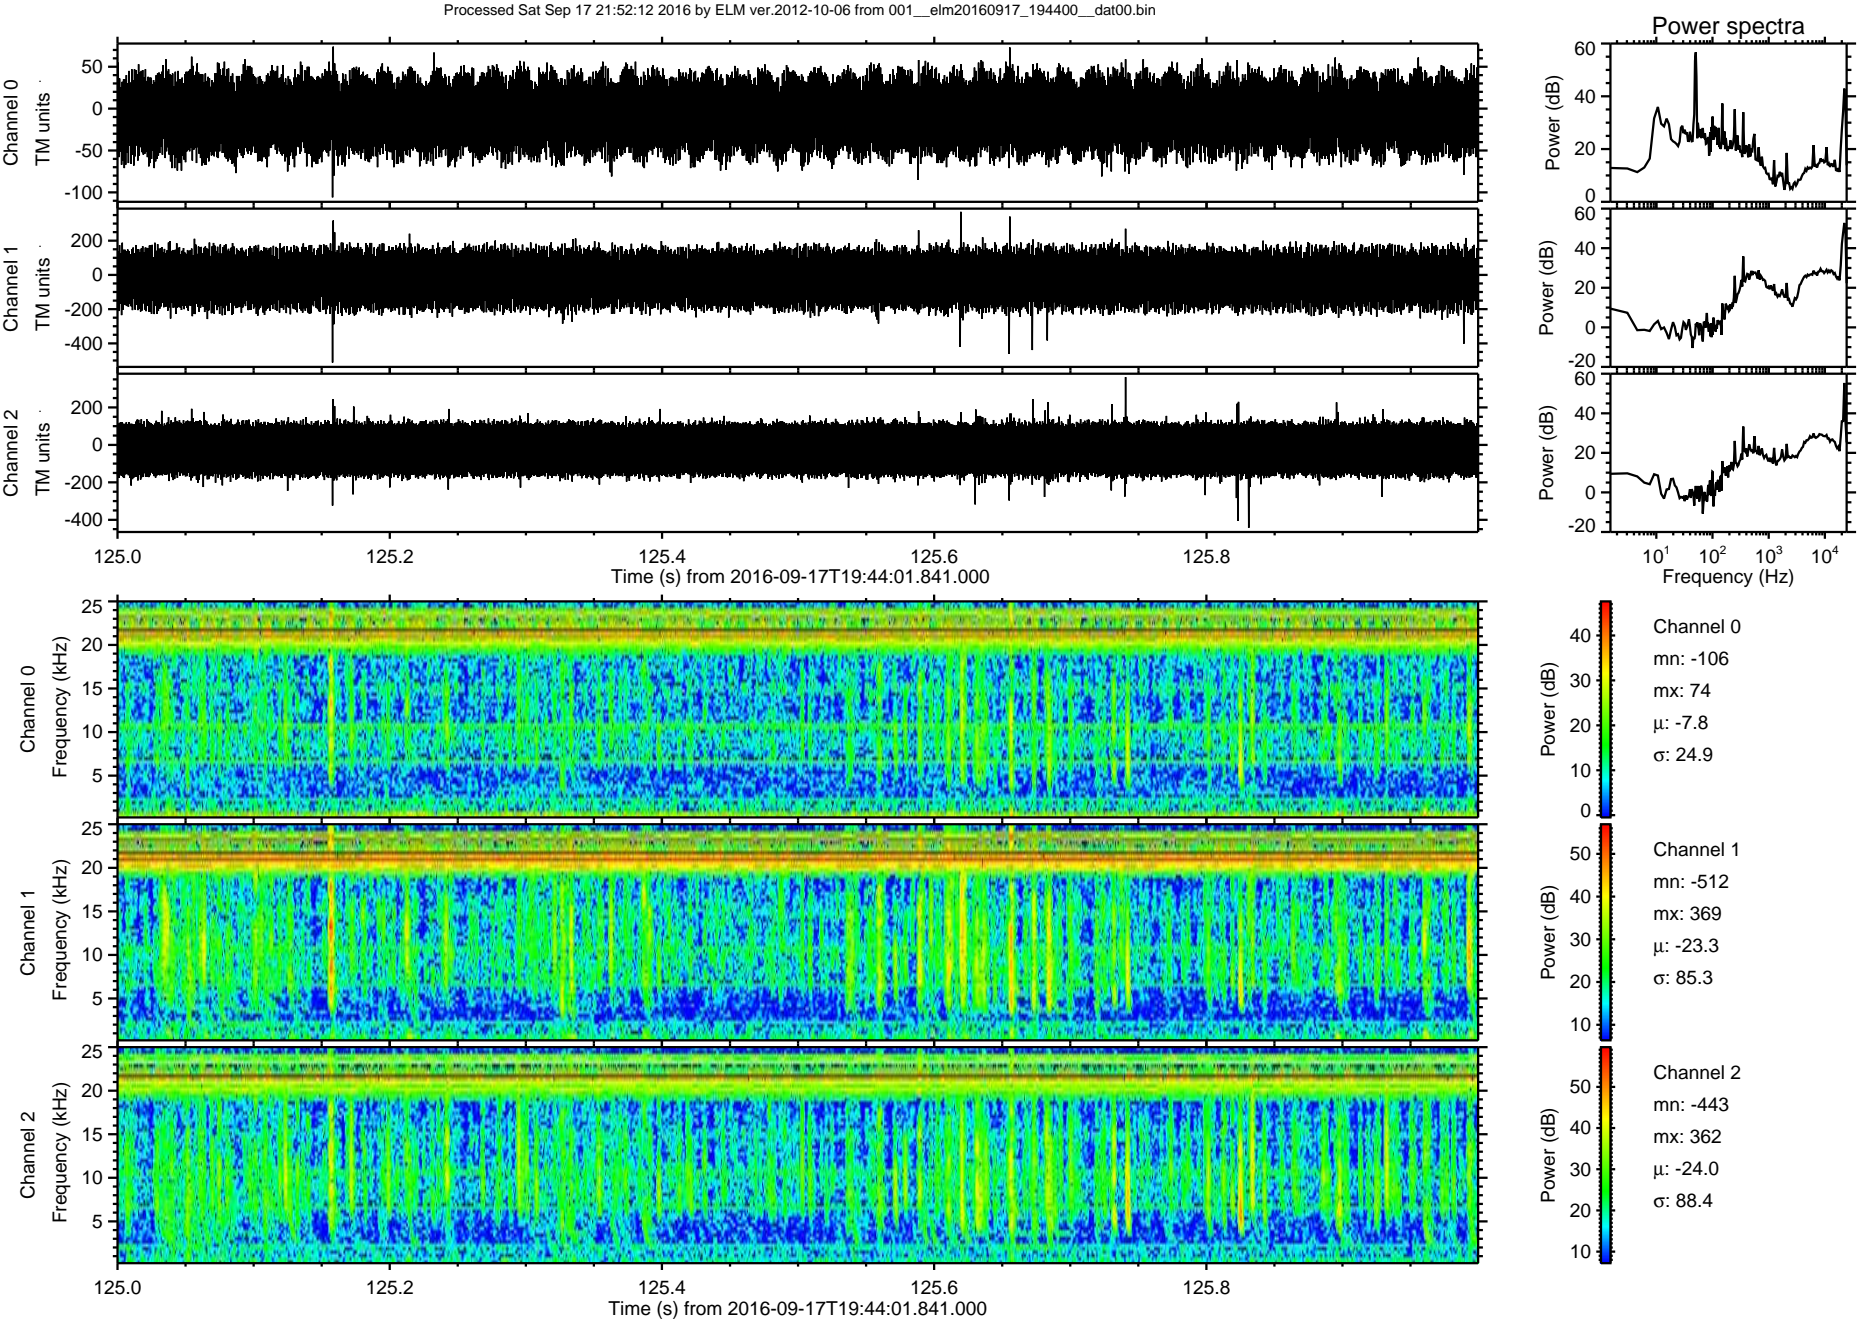 Processed Sat Sep 17 21:52:12 2016 by ELM ver.2012-10-06 from 001__elm20160917_194400__dat00.bin
Power spectra
Channel 0
TM units
50
0
-50
-100
Power (dB)
60
40
20
0
Channel 1
TM units
200
0
-200
-400
Power (dB)
60
40
20
0
-20
Channel 2
TM units
200
0
-200
-400
Power (dB)
60
40
20
0
-20
125.0 125.2 125.4 125.6 125.8
Time (s) from 2016-09-17T19:44:01.841.000
10¹ 10² 10³ 10⁴
Frequency (Hz)
Channel 0
Frequency (kHz)
25
20
15
10
5
Power (dB)
40
30
20
10
0
Channel 0
mn: -106
mx: 74
μ: -7.8
σ: 24.9
Channel 1
Frequency (kHz)
25
20
15
10
5
Power (dB)
50
40
30
20
10
Channel 1
mn: -512
mx: 369
μ: -23.3
σ: 85.3
Channel 2
Frequency (kHz)
25
20
15
10
5
Power (dB)
50
40
30
20
10
Channel 2
mn: -443
mx: 362
μ: -24.0
σ: 88.4
125.0 125.2 125.4 125.6 125.8
Time (s) from 2016-09-17T19:44:01.841.000